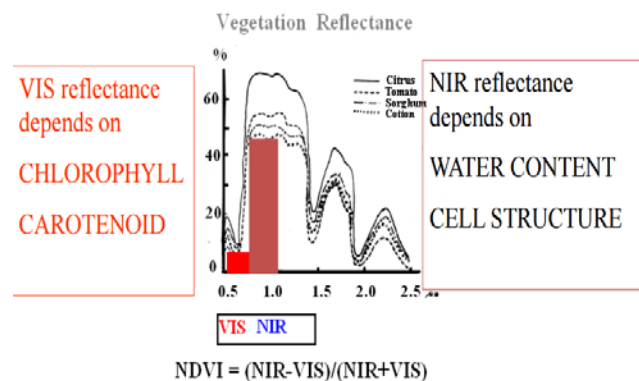 Vegetation Reflectance
VIS reflectance
depends on
CHLOROPHYLL
CAROTENOID
%
60
40
20
0
0.5 1.0 1.5 2.0 2.5
Citrus
Tomato
Sorghum
Cotton
NIR reflectance
depends on
WATER CONTENT
CELL STRUCTURE
VIS NIR
NDVI = (NIR-VIS)/(NIR+VIS)